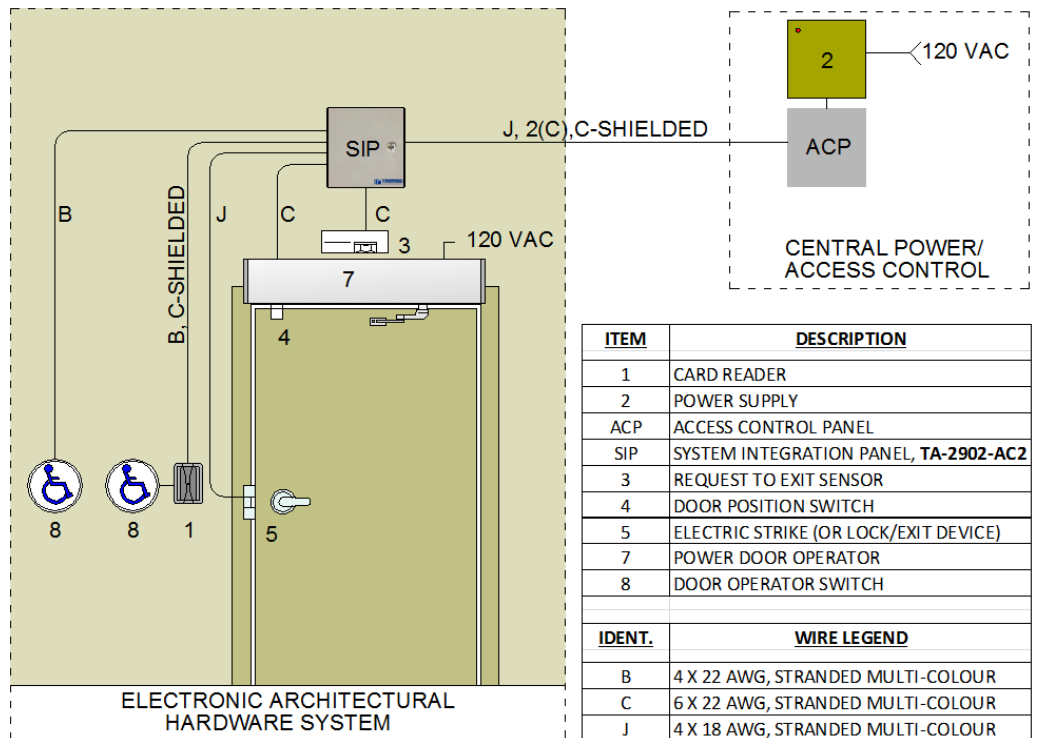 2
120 VAC
J, 2(C),C-SHIELDED
SIP
ACP
B
B, C-SHIELDED
J
C
C
3
120 VAC
CENTRAL POWER/
ACCESS CONTROL
7
4
8
8
1
5
ELECTRONIC ARCHITECTURAL
HARDWARE SYSTEM
ITEM DESCRIPTION
1 CARD READER
2 POWER SUPPLY
ACP ACCESS CONTROL PANEL
SIP SYSTEM INTEGRATION PANEL, TA-2902-AC2
3 REQUEST TO EXIT SENSOR
4 DOOR POSITION SWITCH
5 ELECTRIC STRIKE (OR LOCK/EXIT DEVICE)
7 POWER DOOR OPERATOR
8 DOOR OPERATOR SWITCH
IDENT. WIRE LEGEND
B 4 X 22 AWG, STRANDED MULTI-COLOUR
C 6 X 22 AWG, STRANDED MULTI-COLOUR
J 4 X 18 AWG, STRANDED MULTI-COLOUR